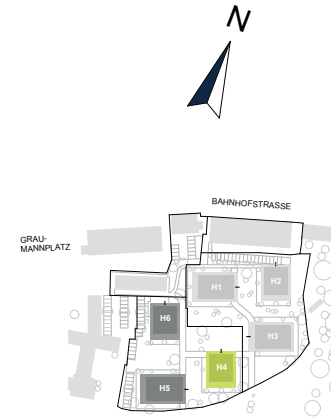 N
BAHNHOFSTRASSE
GRAU-
MANNPLATZ
H1
H2
H6
H3
H4
H5